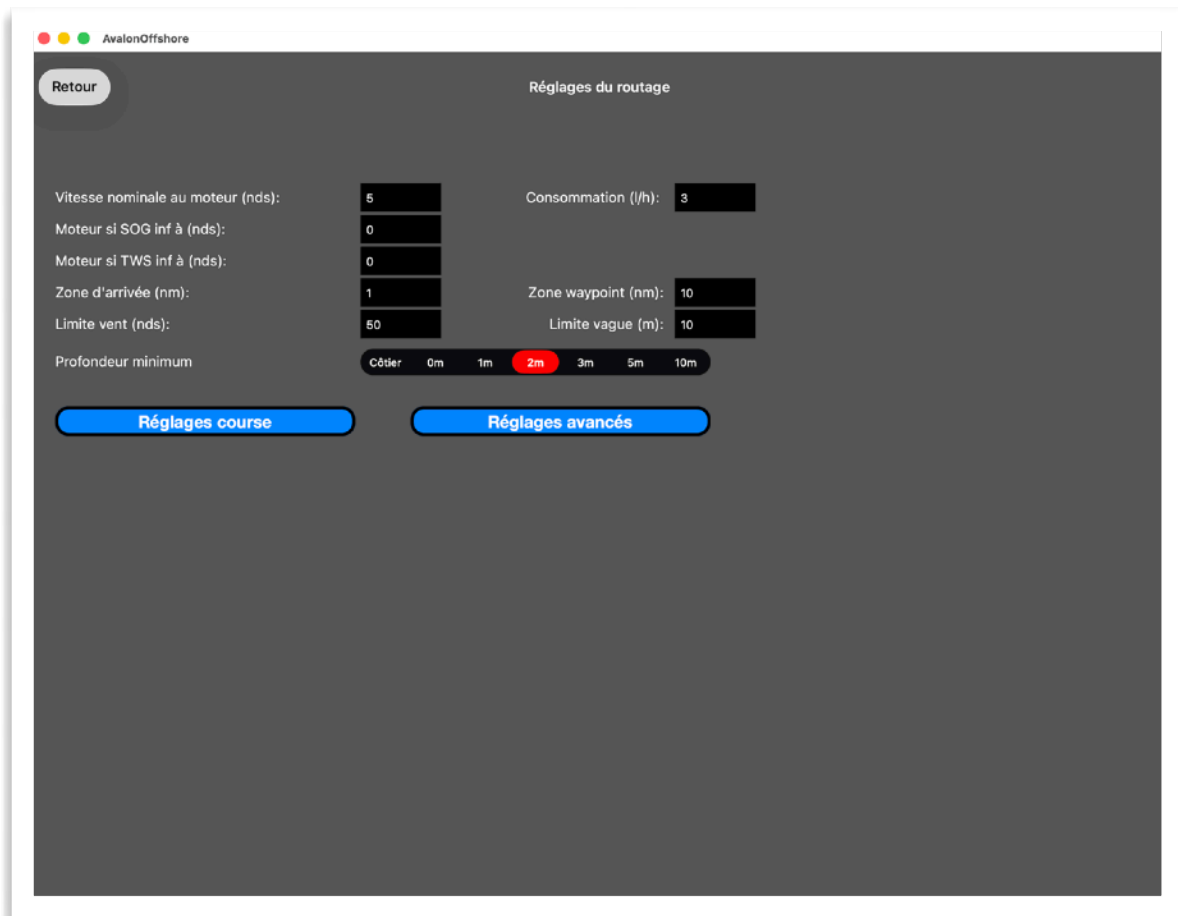 AvalonOffshore
Retour
Réglages du routage
Vitesse nominale au moteur (nds): 5 Consommation (l/h): 3
Moteur si SOG inf à (nds): 0
Moteur si TWS inf à (nds): 0
Zone d'arrivée (nm): 1 Zone waypoint (nm): 10
Limite vent (nds): 50 Limite vague (m): 10
Profondeur minimum Côtier 0m 1m 2m 3m 5m 10m
Réglages course Réglages avancés